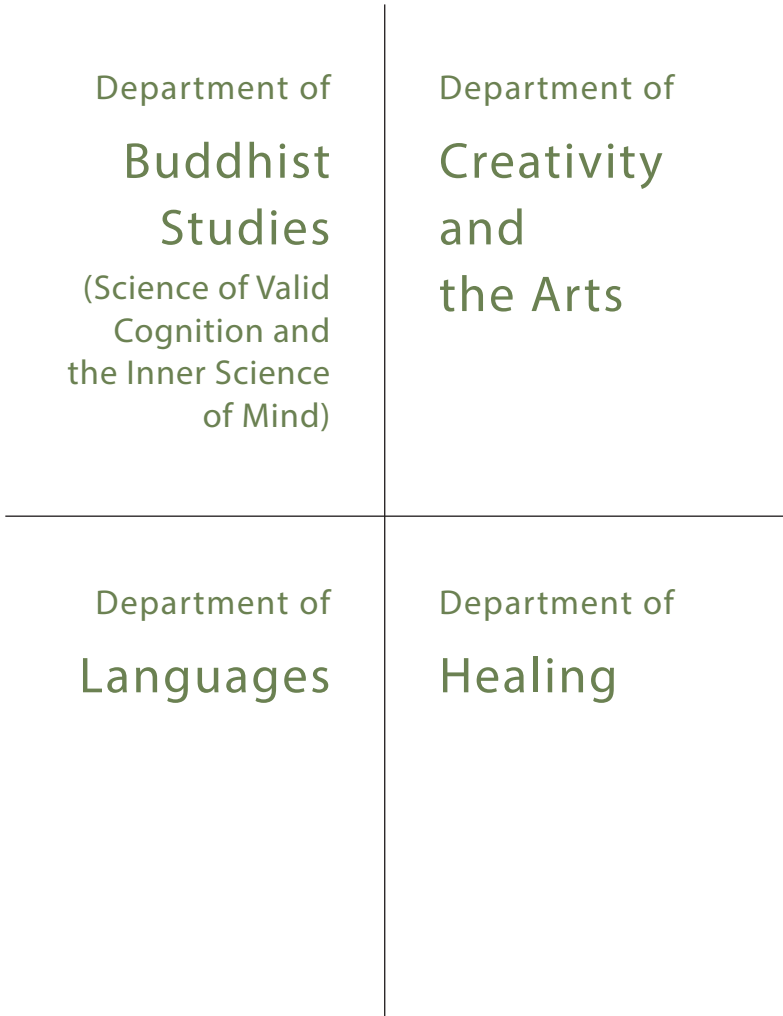 Department of
Buddhist
Studies
(Science of Valid
Cognition and
the Inner Science
of Mind)
Department of
Creativity
and
the Arts
Department of
Languages
Department of
Healing